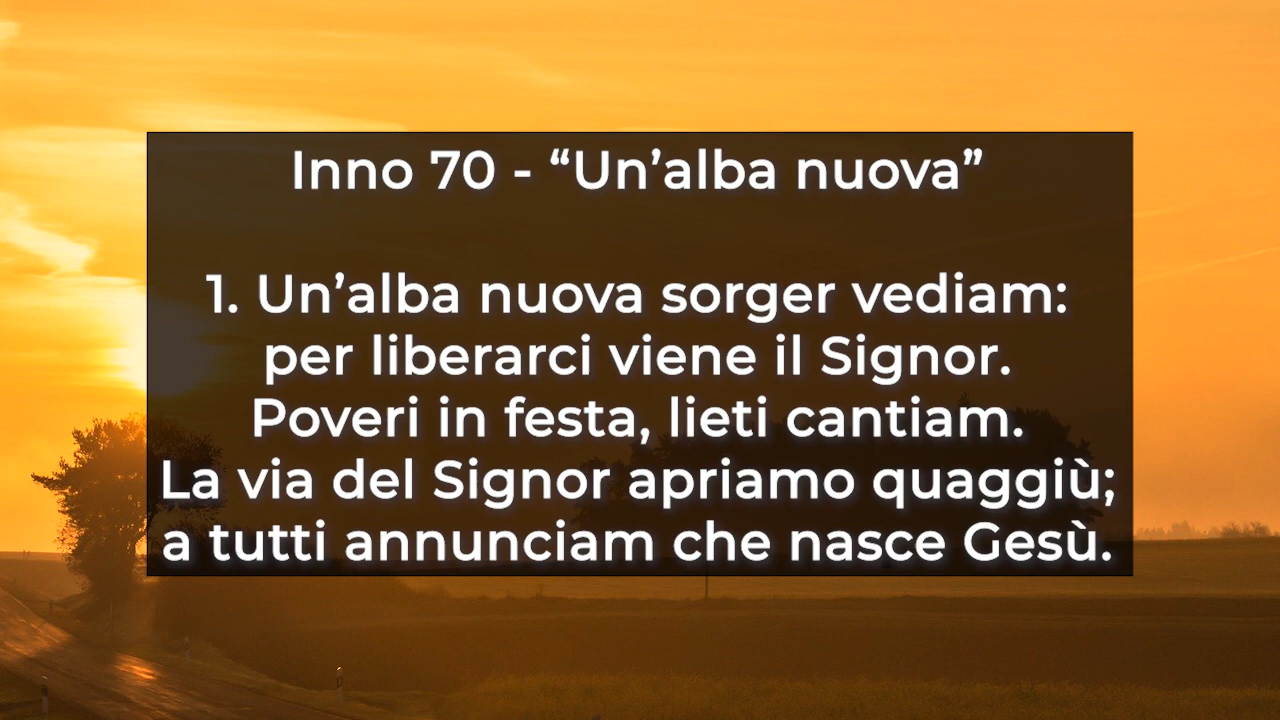 Inno 70 - “Un’alba nuova”
1. Un’alba nuova sorger vediam:
per liberarci viene il Signor.
Poveri in festa, lieti cantiam.
La via del Signor apriamo quaggiù;
a tutti annunciam che nasce Gesù.